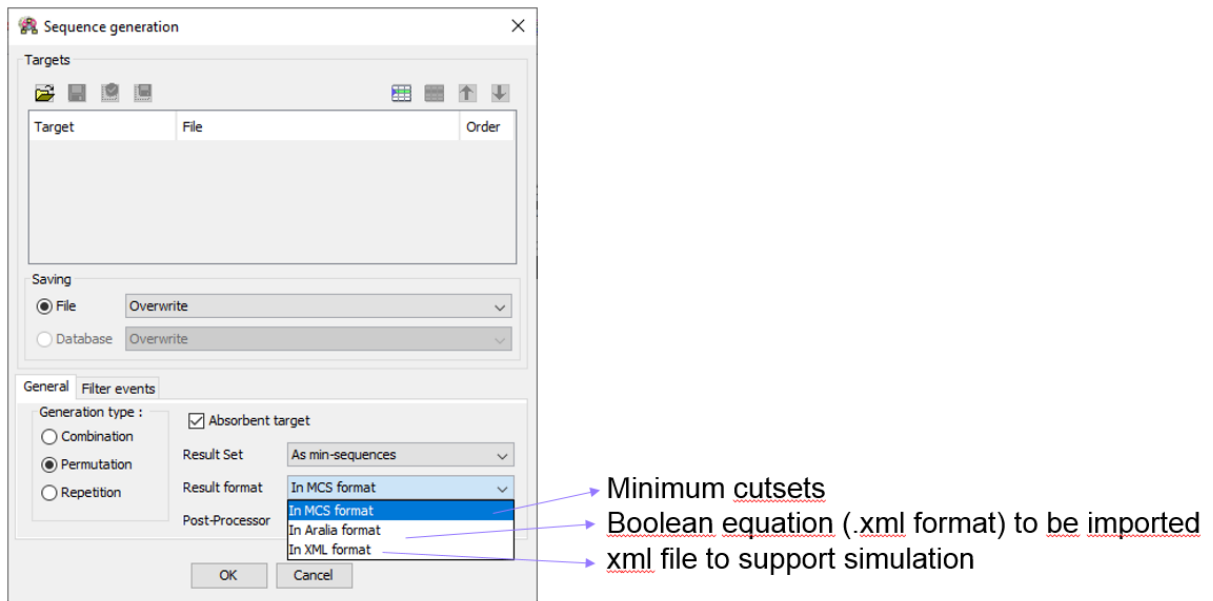 Sequence generation
Targets
Target File Order
Saving
File Overwrite
Database Overwrite
General Filter events
Generation type :
Combination
Permutation
Repetition
Absorbent target
Result Set As min-sequences
Result format In MCS format
Post-Processor
In MCS format
In Aralia format
In XML format
OK Cancel
Minimum cutsets
Boolean equation (.xml format) to be imported
xml file to support simulation